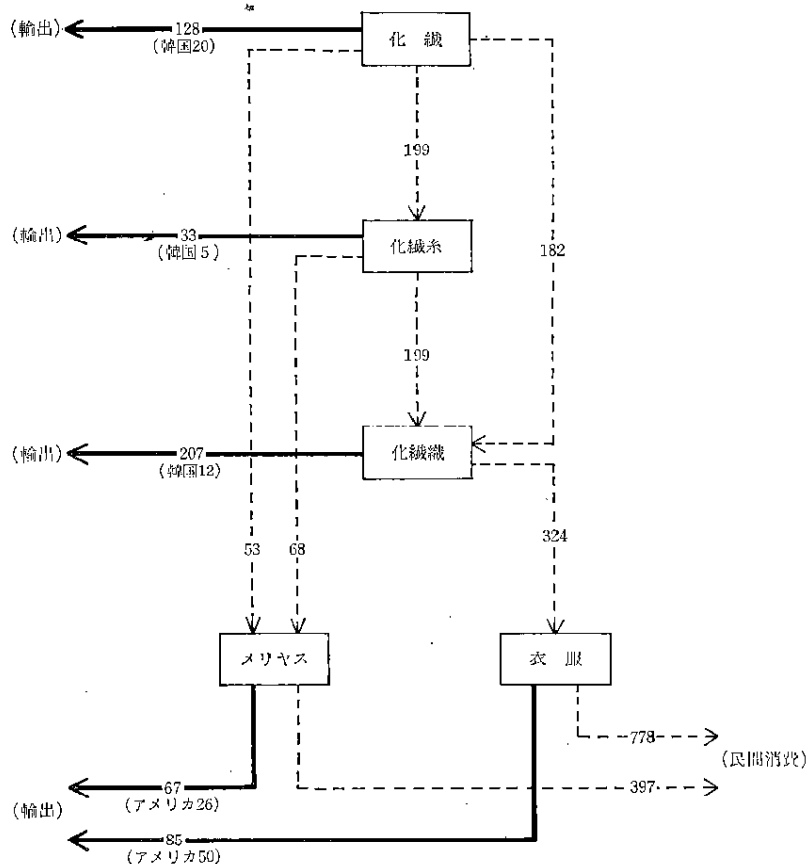 (輸出)
128
(韓国20)
化 繊
199
182
(輸出)
33
(韓国5)
化繊糸
199
(輸出)
207
(韓国12)
化繊織
53
68
324
メリヤス
衣 服
778
(民間消費)
397
67
(アメリカ26)
(輸出)
85
(アメリカ50)